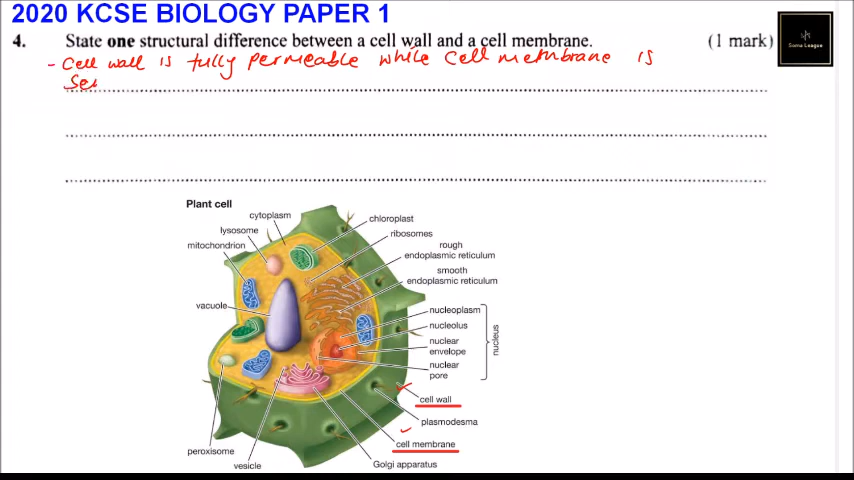 2020 KCSE BIOLOGY PAPER 1
4. State one structural difference between a cell wall and a cell membrane. (1 mark)
Soma League
- Cell wall is fully permeable while cell membrane is
Se
Plant cell
cytoplasm
chloroplast
lysosome
ribosomes
mitochondrion
rough
endoplasmic reticulum
smooth
endoplasmic reticulum
vacuole
nucleoplasm
nucleolus
nuclear
envelope
nucleus
nuclear
pore
cell wall
plasmodesma
cell membrane
peroxisome
vesicle
Golgi apparatus